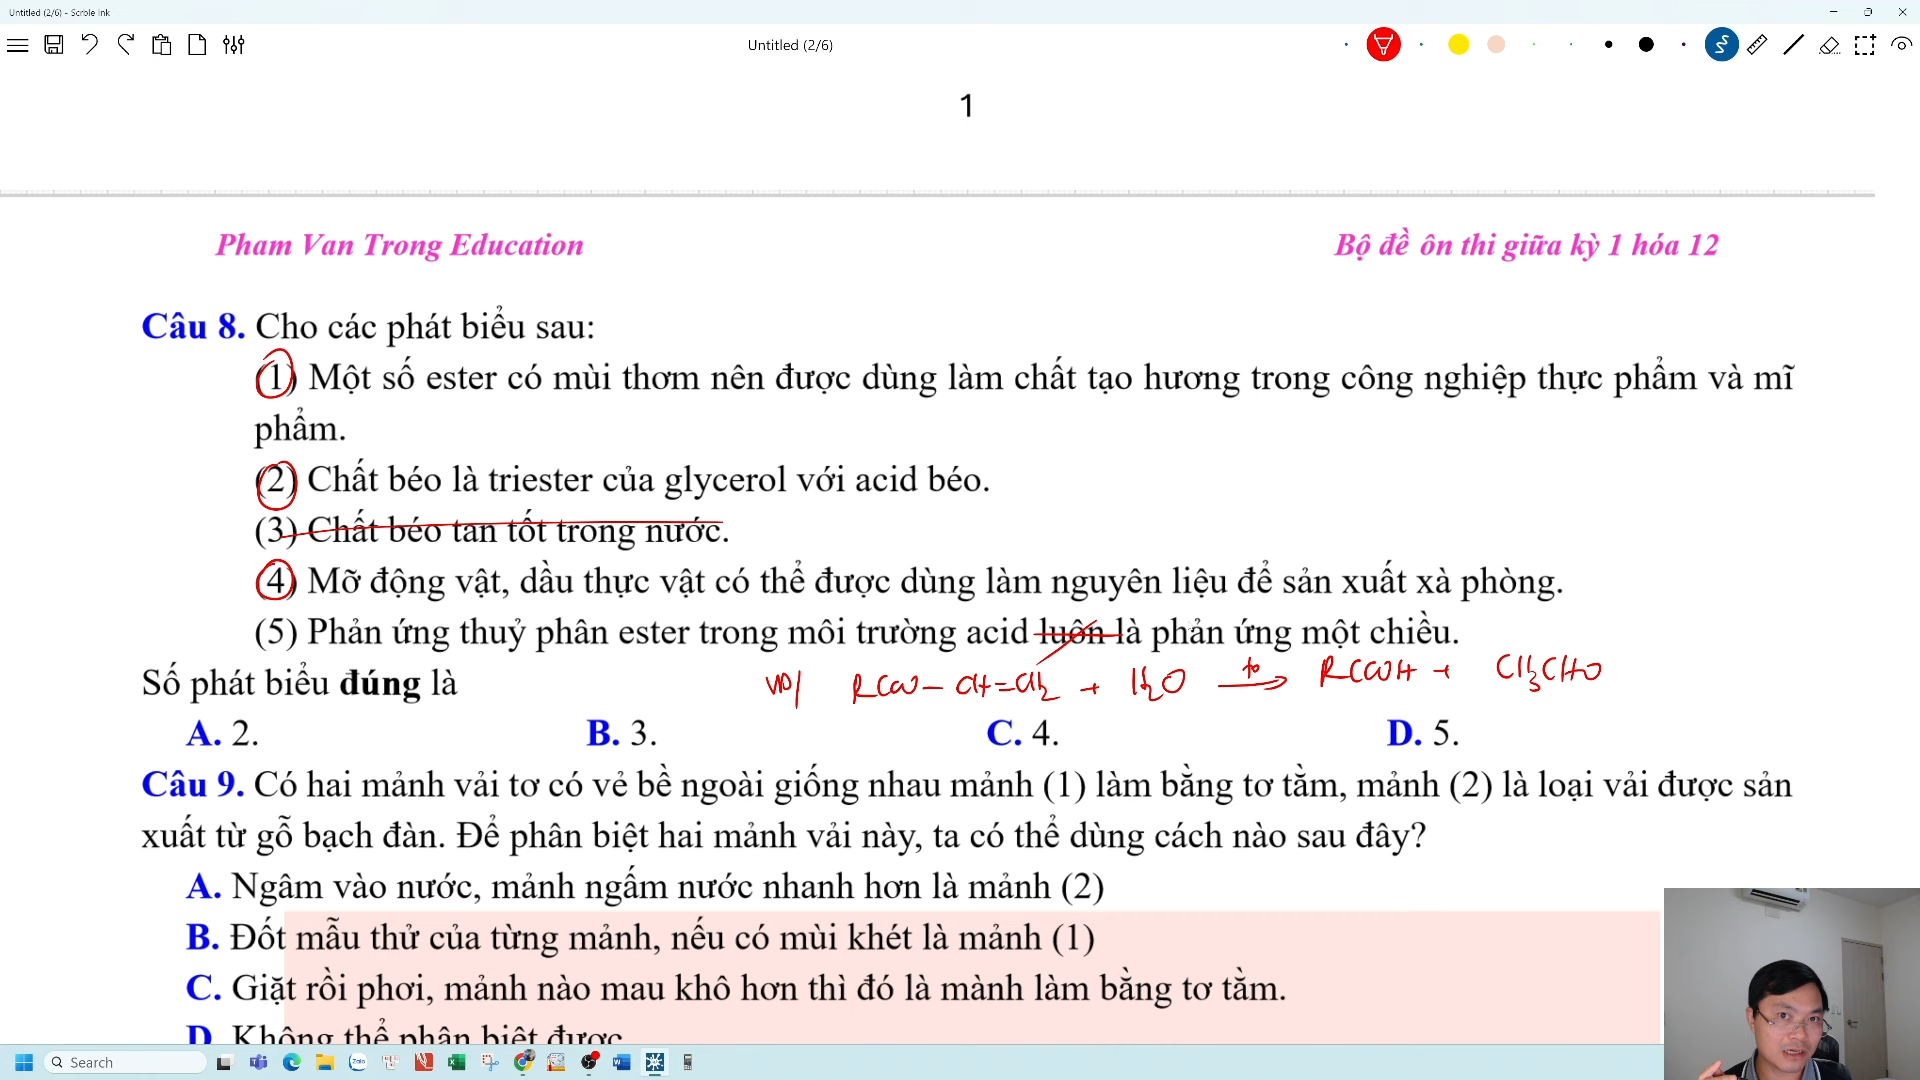 Untitled (2/6) - Scrble Ink
Untitled (2/6)
1
Pham Van Trong Education
Bộ đề ôn thi giữa kỳ 1 hóa 12
Câu 8. Cho các phát biểu sau:
(1) Một số ester có mùi thơm nên được dùng làm chất tạo hương trong công nghiệp thực phẩm và mĩ
phẩm.
(2) Chất béo là triester của glycerol với acid béo.
(3) Chất béo tan tốt trong nước.
(4) Mỡ động vật, dầu thực vật có thể được dùng làm nguyên liệu để sản xuất xà phòng.
(5) Phản ứng thuỷ phân ester trong môi trường acid luôn là phản ứng một chiều.
RCOO-CH=CH2 + H2O to RCOOH + CH3CHO
Số phát biểu đúng là
A. 2. B. 3. C. 4. D. 5.
Câu 9. Có hai mảnh vải tơ có vẻ bề ngoài giống nhau mảnh (1) làm bằng tơ tằm, mảnh (2) là loại vải được sản
xuất từ gỗ bạch đàn. Để phân biệt hai mảnh vải này, ta có thể dùng cách nào sau đây?
A. Ngâm vào nước, mảnh ngấm nước nhanh hơn là mảnh (2)
B. Đốt mẫu thử của từng mảnh, nếu có mùi khét là mảnh (1)
C. Giặt rồi phơi, mảnh nào mau khô hơn thì đó là mành làm bằng tơ tằm.
D. Không thể phân biệt được
Search